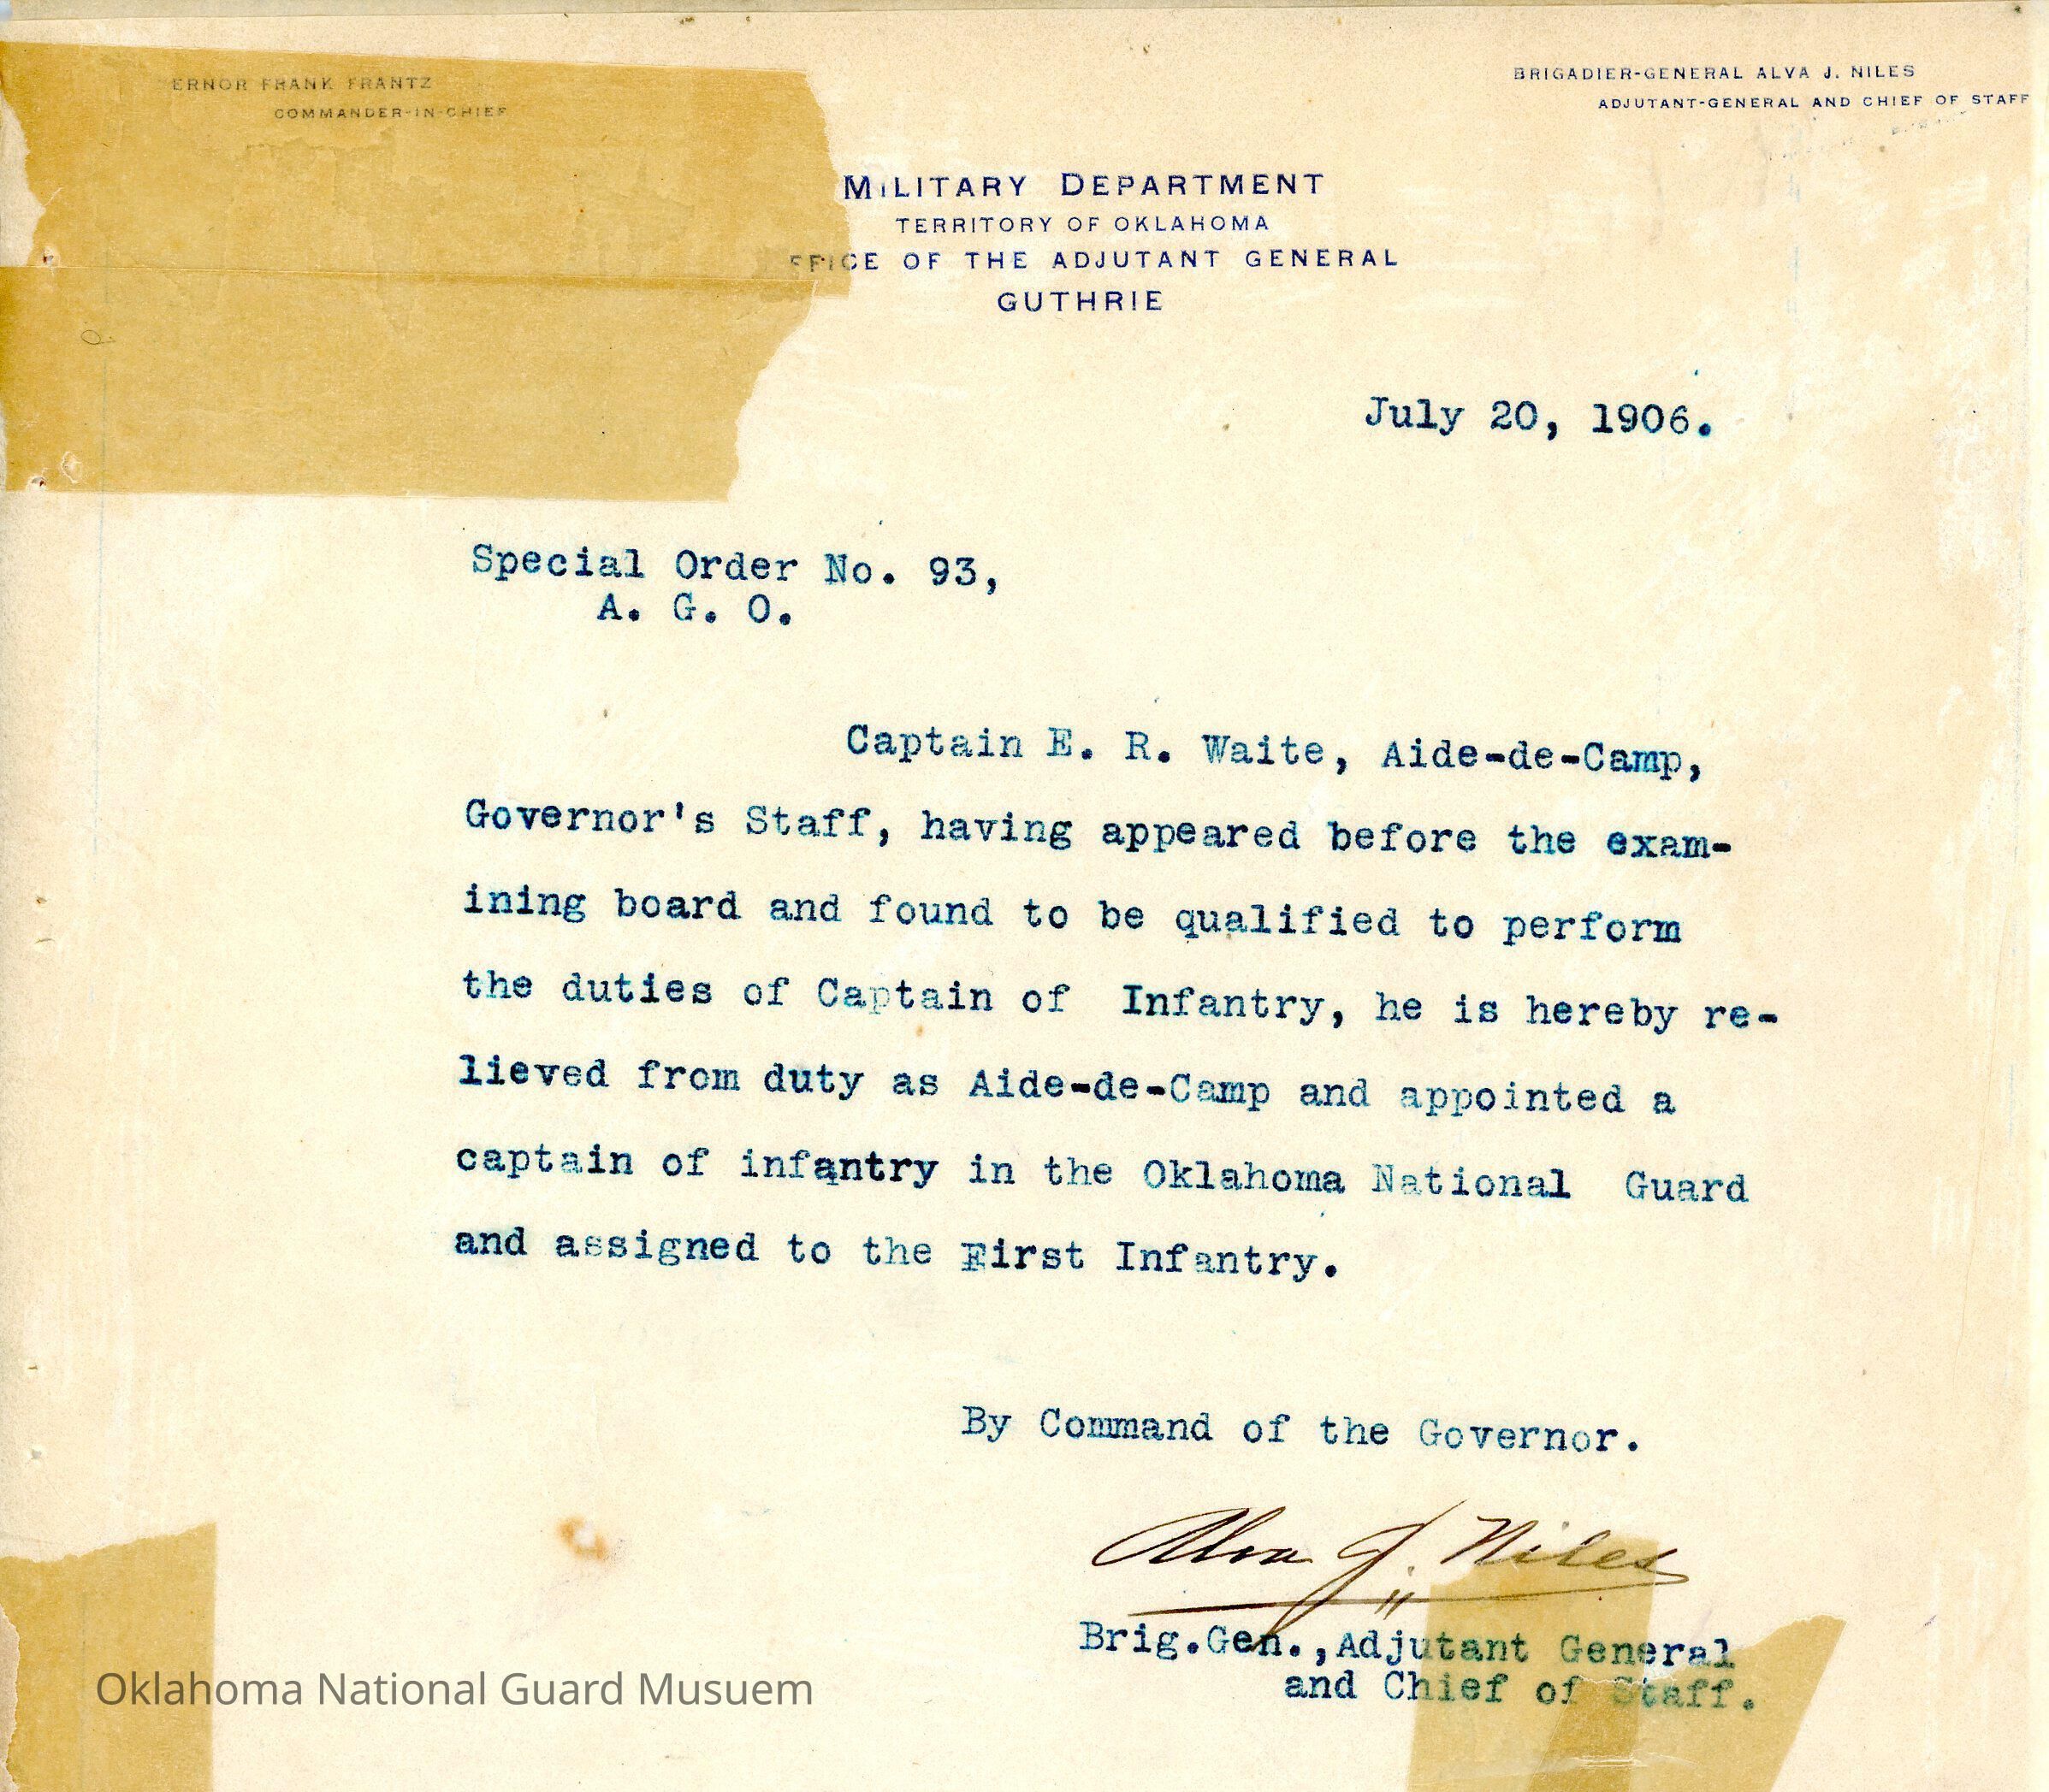 ERNOR FRANK FRANTZ
COMMANDER-IN-CHIEF
BRIGADIER-GENERAL ALVA J. NILES
ADJUTANT-GENERAL AND CHIEF OF STAFF
MILITARY DEPARTMENT
TERRITORY OF OKLAHOMA
FFICE OF THE ADJUTANT GENERAL
GUTHRIE
July 20, 1906.
Special Order No. 93,
A. G. O.
Captain E. R. Waite, Aide-de-Camp,
Governor's Staff, having appeared before the exam-
ining board and found to be qualified to perform
the duties of Captain of Infantry, he is hereby re-
lieved from duty as Aide-de-Camp and appointed a
captain of infantry in the Oklahoma National Guard
and assigned to the First Infantry.
By Command of the Governor.
Alva J. Niles
Brig.Gen.,Adjutant General
and Chief of Staff.
Oklahoma National Guard Musuem